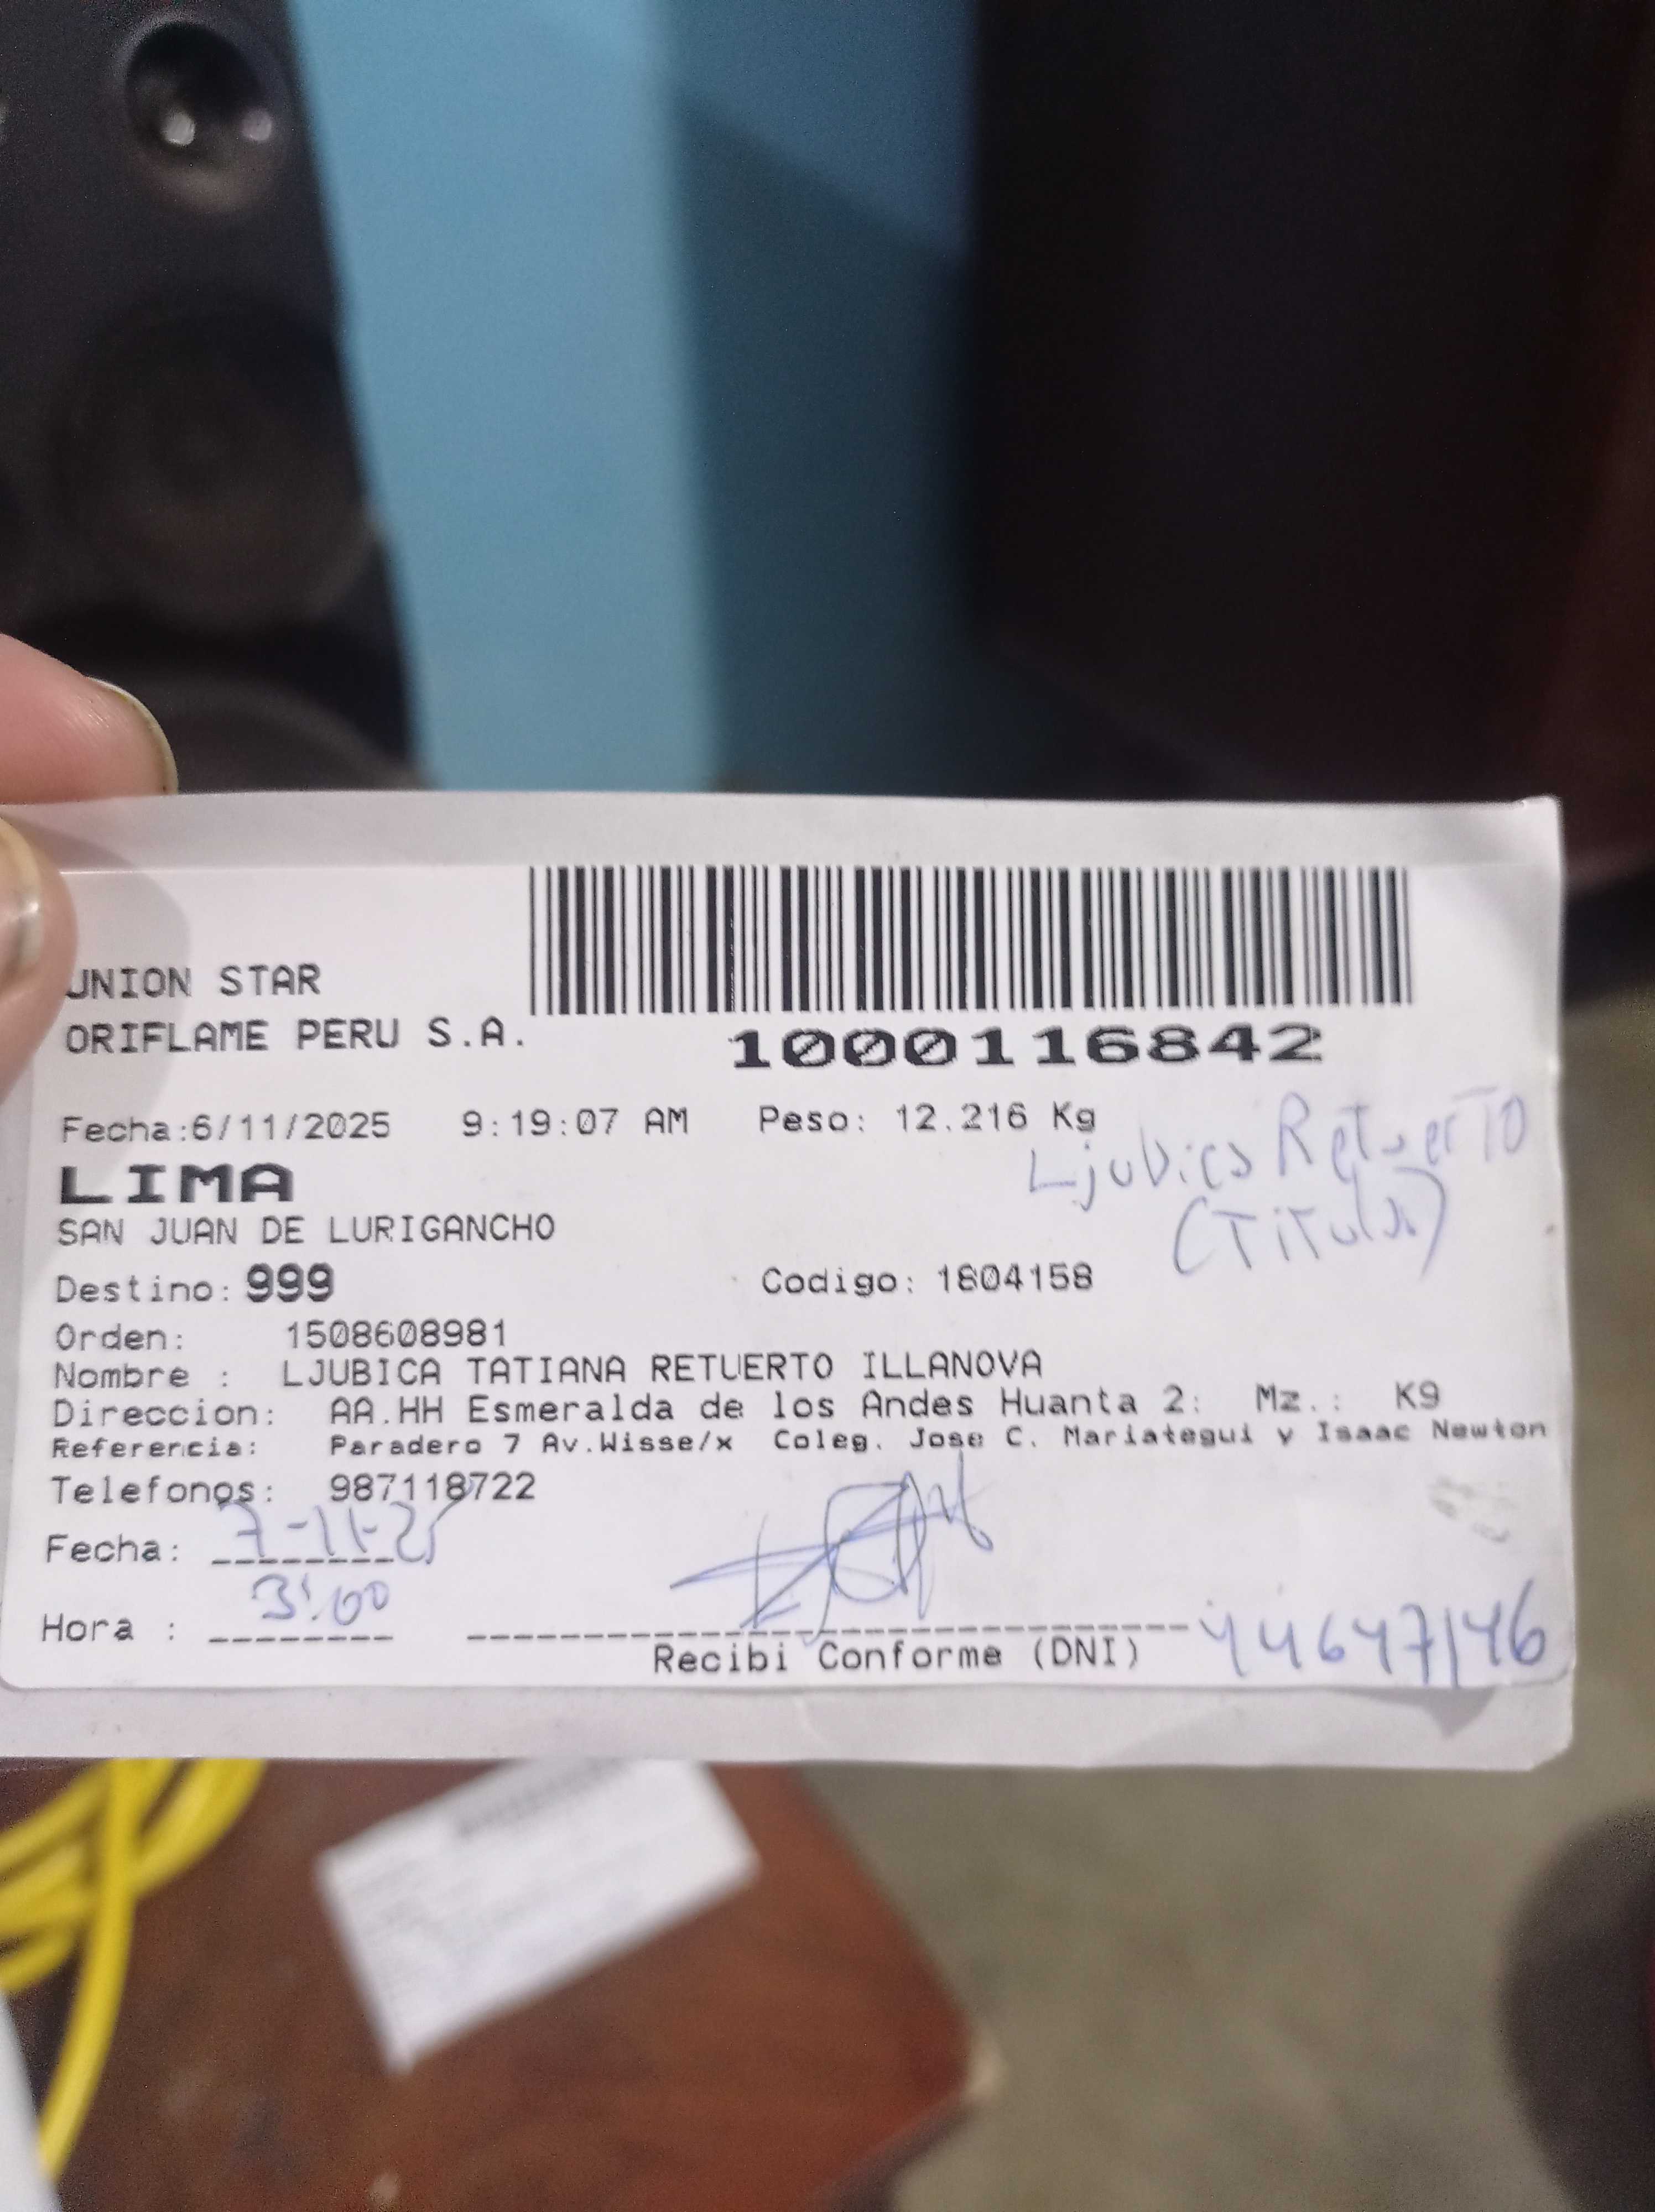 UNION STAR
ORIFLAME PERU S.A.
1000116842
Fecha:6/11/2025 9:19:07 AM Peso: 12.216 Kg
Ljubica Retuerto
(Titular)
LIMA
SAN JUAN DE LURIGANCHO
Destino: 999 Codigo: 1804158
Orden: 1508608981
Nombre : LJUBICA TATIANA RETUERTO ILLANOVA
Direccion: AA.HH Esmeralda de los Andes Huanta 2: Mz.: K9
Referencia: Paradero 7 Av.Wisse/x Coleg. Jose C. Mariategui y Isaac Newton
Telefonos: 987118722
Fecha: 7-11-25
Hora : 3:00
Recibi Conforme (DNI) 44647146